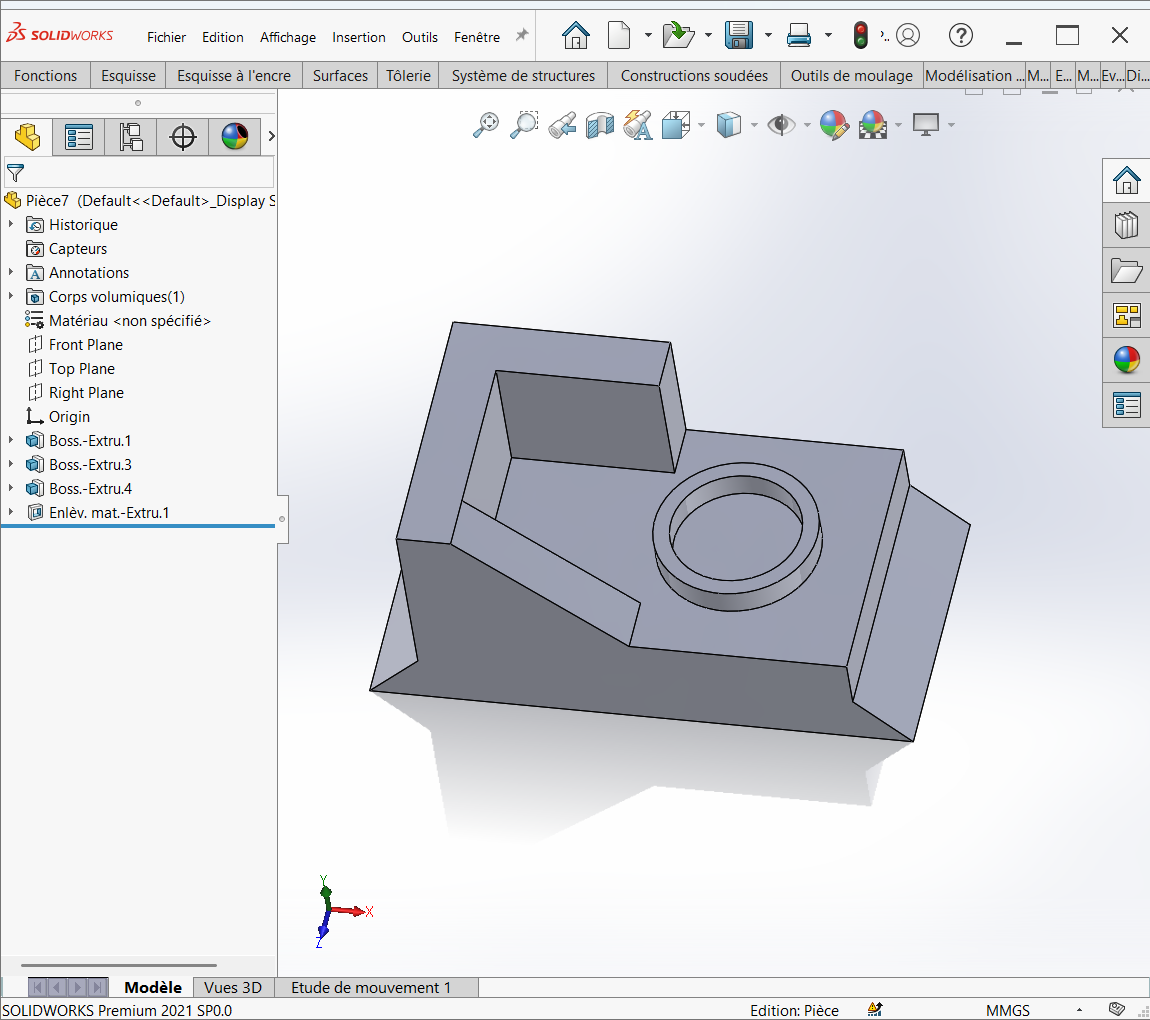 SOLIDWORKS
Fichier Edition Affichage Insertion Outils Fenêtre
Fonctions Esquisse Esquisse à l'encre Surfaces Tôlerie Système de structures Constructions soudées Outils de moulage Modélisation ... M... E... M... Ev... Di...
Pièce7 (Default<<Default>_Display S
Historique
Capteurs
Annotations
Corps volumiques(1)
Matériau <non spécifié>
Front Plane
Top Plane
Right Plane
Origin
Boss.-Extru.1
Boss.-Extru.3
Boss.-Extru.4
Enlèv. mat.-Extru.1
Y
X
Z
Modèle Vues 3D Etude de mouvement 1
SOLIDWORKS Premium 2021 SP0.0 Edition: Pièce MMGS